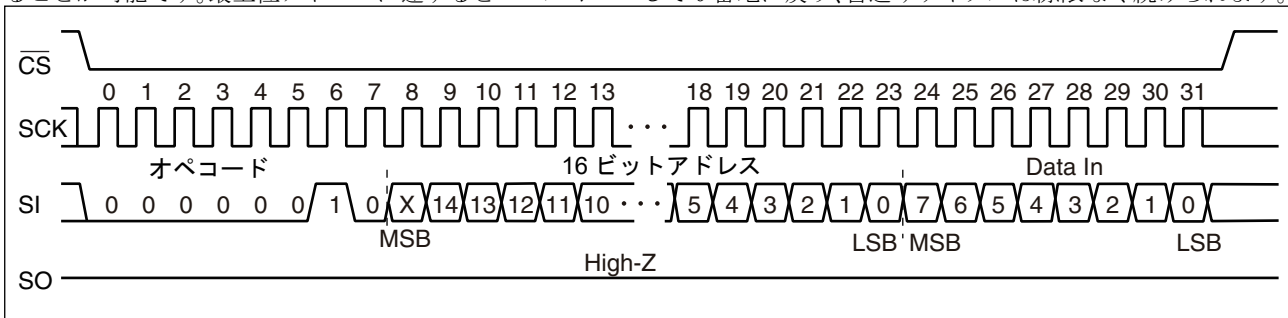 CS
0 1 2 3 4 5 6 7 8 9 10 11 12 13 18 19 20 21 22 23 24 25 26 27 28 29 30 31
SCK ・・・
オペコード 16 ビットアドレス Data In
SI 0 0 0 0 0 0 1 0 X 14 13 12 11 10 ・・・ 5 4 3 2 1 0 7 6 5 4 3 2 1 0
MSB LSB MSB LSB
High-Z
SO